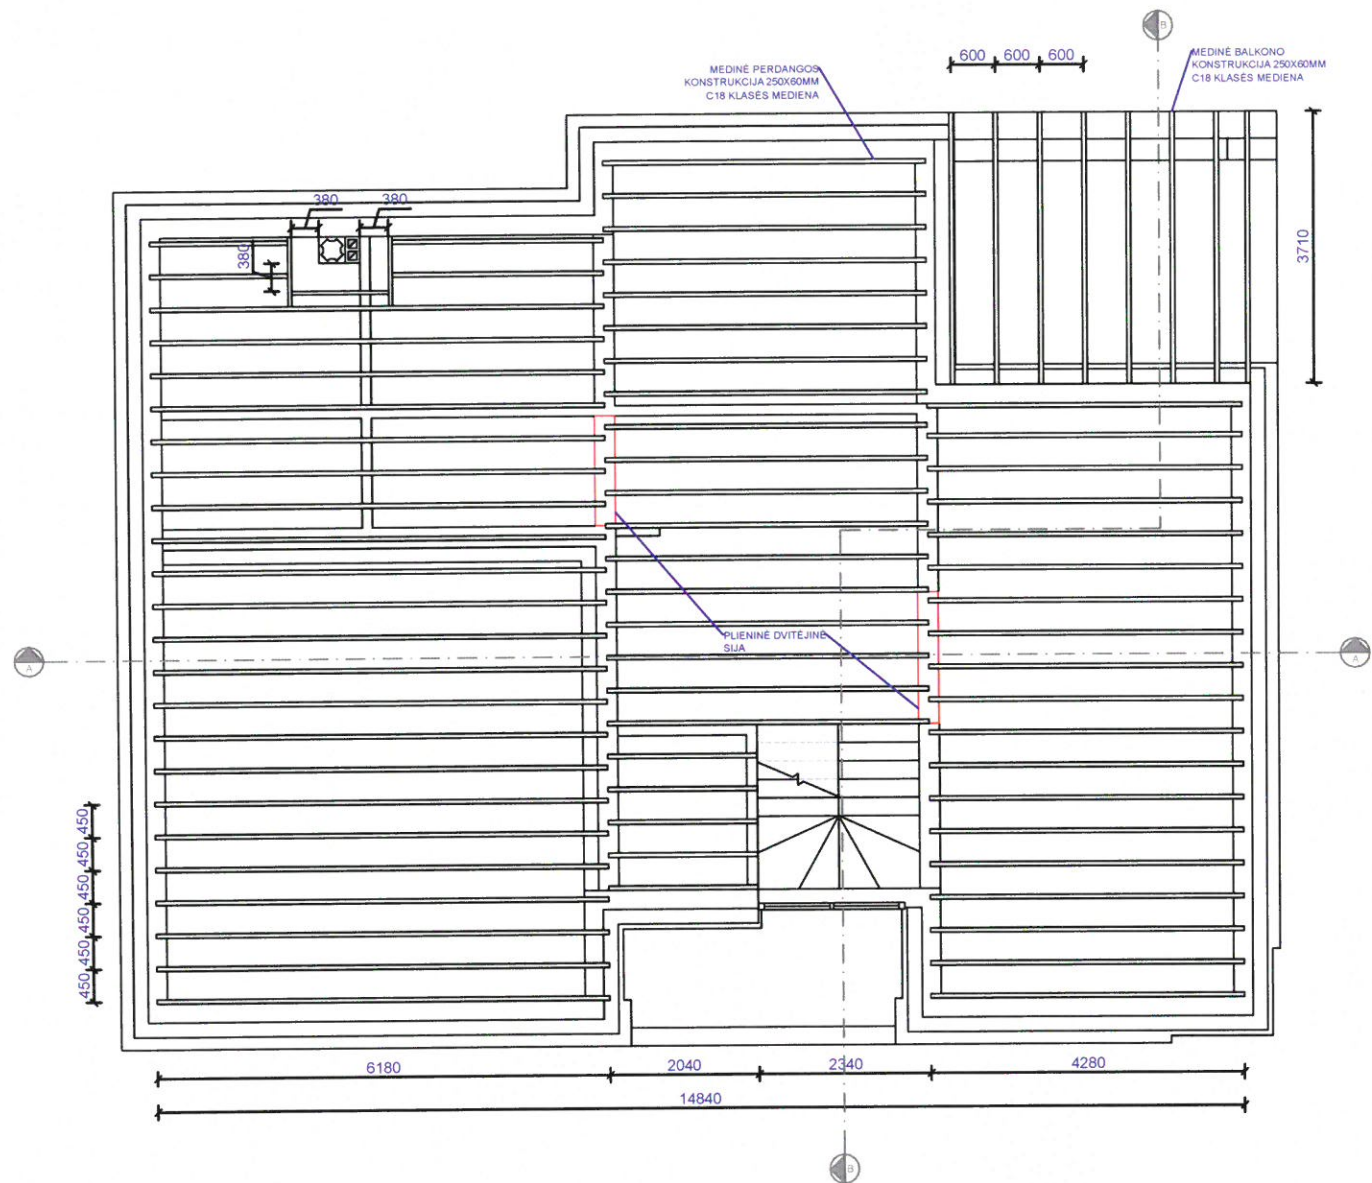 B
600 600 600
MEDINĖ BALKONO
KONSTRUKCIJA 250X60MM
C18 KLASĖS MEDIENA
MEDINĖ PERDANGOS
KONSTRUKCIJA 250X60MM
C18 KLASĖS MEDIENA
380 380
380
3710
PLIENINĖ DVITĖJINĖ
SIJA
A
A
450
450
450
450
450
450
6180 2040 2340 4280
14840
B